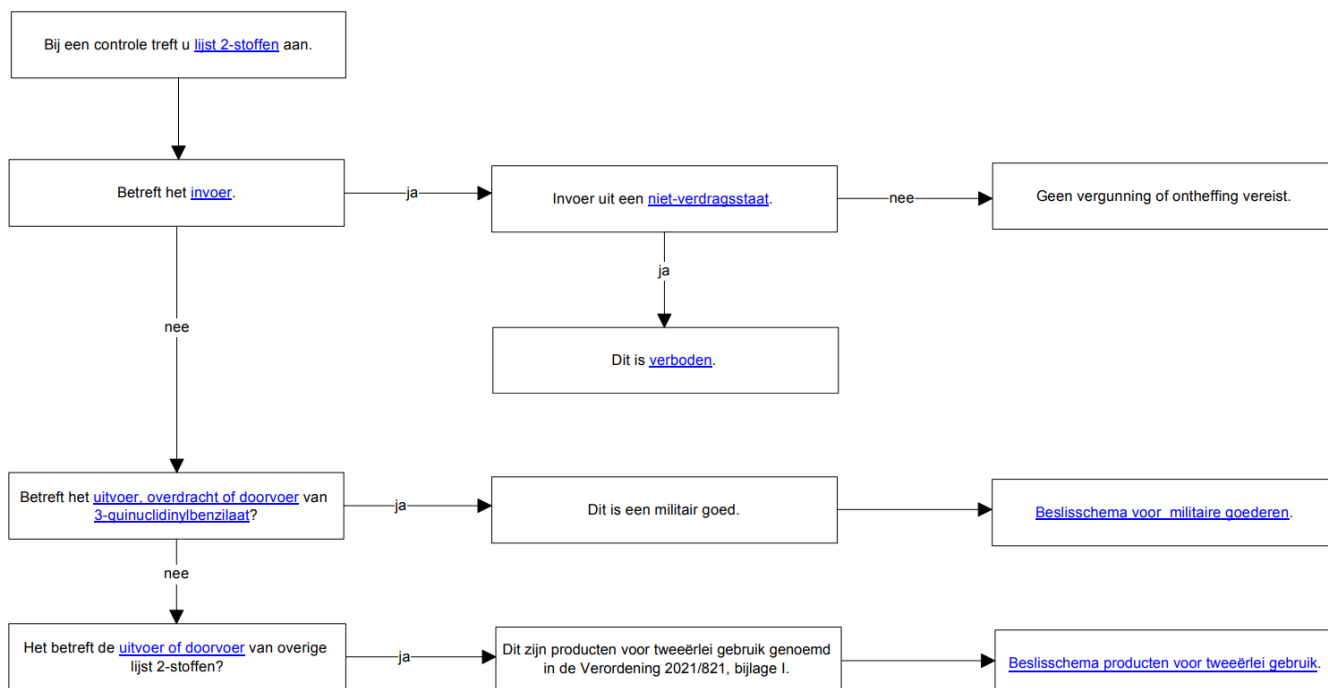 Bij een controle treft u lijst 2-stoffen aan.
Betreft het invoer.
ja
Invoer uit een niet-verdragsstaat.
nee
Geen vergunning of ontheffing vereist.
ja
nee
Dit is verboden.
Betreft het uitvoer, overdracht of doorvoer van
3-quinuclidinylbenzilaat?
ja
Dit is een militair goed.
Beslisschema voor  militaire goederen.
nee
Het betreft de uitvoer of doorvoer van overige
lijst 2-stoffen?
ja
Dit zijn producten voor tweeërlei gebruik genoemd
in de Verordening 2021/821, bijlage I.
Beslisschema producten voor tweeërlei gebruik.